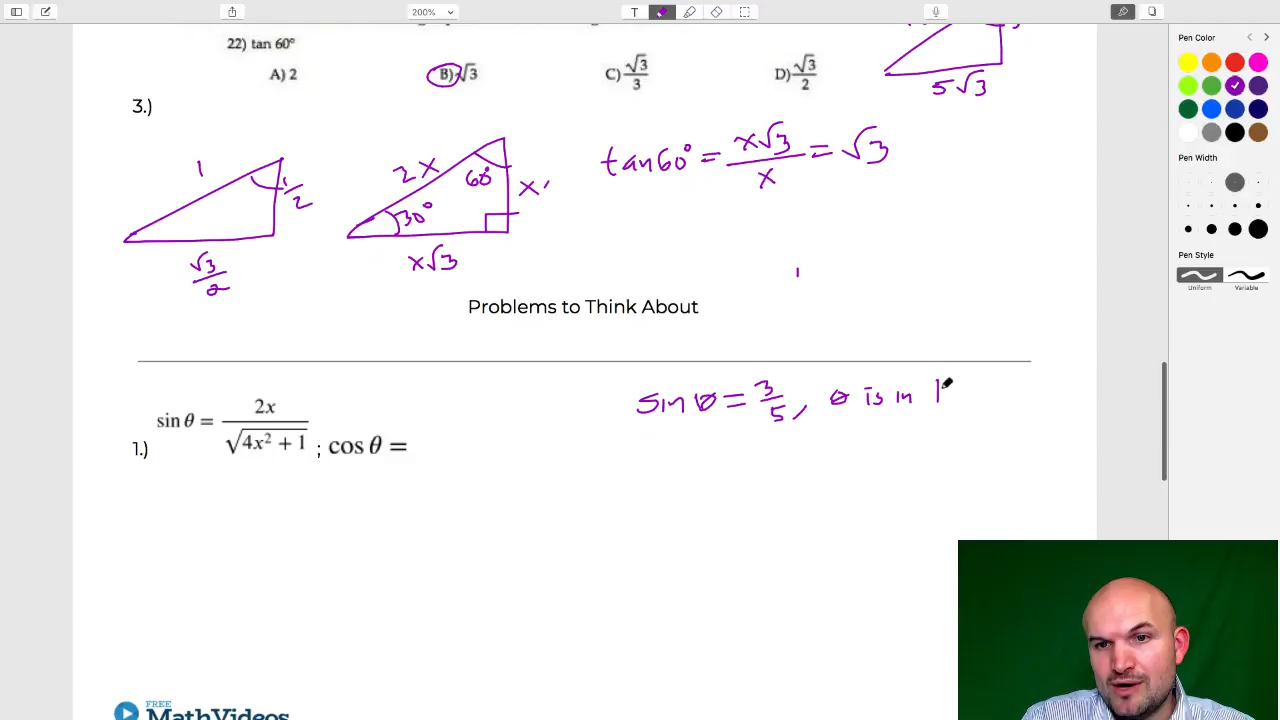 200%
T
22) tan 60°
A) 2
B) √3
C) √3/3
D) √3/2
5√3
3.)
1
1/2
√3/2
2x
60°
30°
x
x√3
tan 60° = x√3/x = √3
Problems to Think About
1.) sin θ = 2x/√(4x² + 1) ; cos θ =
sin θ = 3/5, θ is in
FREE
MathVideos
Pen Color
Pen Width
Pen Style
Uniform
Variable